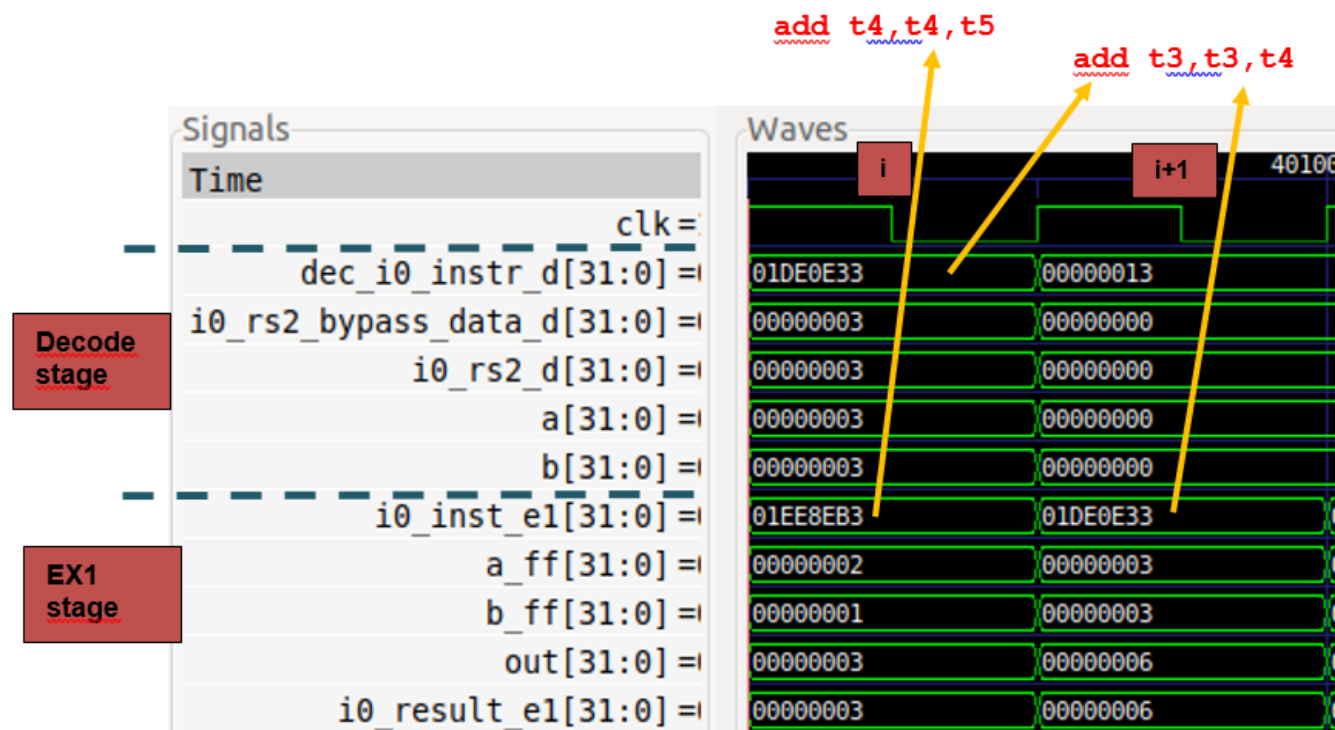 add t4,t4,t5
add t3,t3,t4
Signals
Waves
Time
i
i+1
40100
clk =
dec_i0_instr_d[31:0] =
01DE0E33
00000013
Decode
stage
i0_rs2_bypass_data_d[31:0] =
00000003
00000000
i0_rs2_d[31:0] =
00000003
00000000
a[31:0] =
00000003
00000000
b[31:0] =
00000003
00000000
EX1
stage
i0_inst_e1[31:0] =
01EE8EB3
01DE0E33
a_ff[31:0] =
00000002
00000003
b_ff[31:0] =
00000001
00000003
out[31:0] =
00000003
00000006
i0_result_e1[31:0] =
00000003
00000006